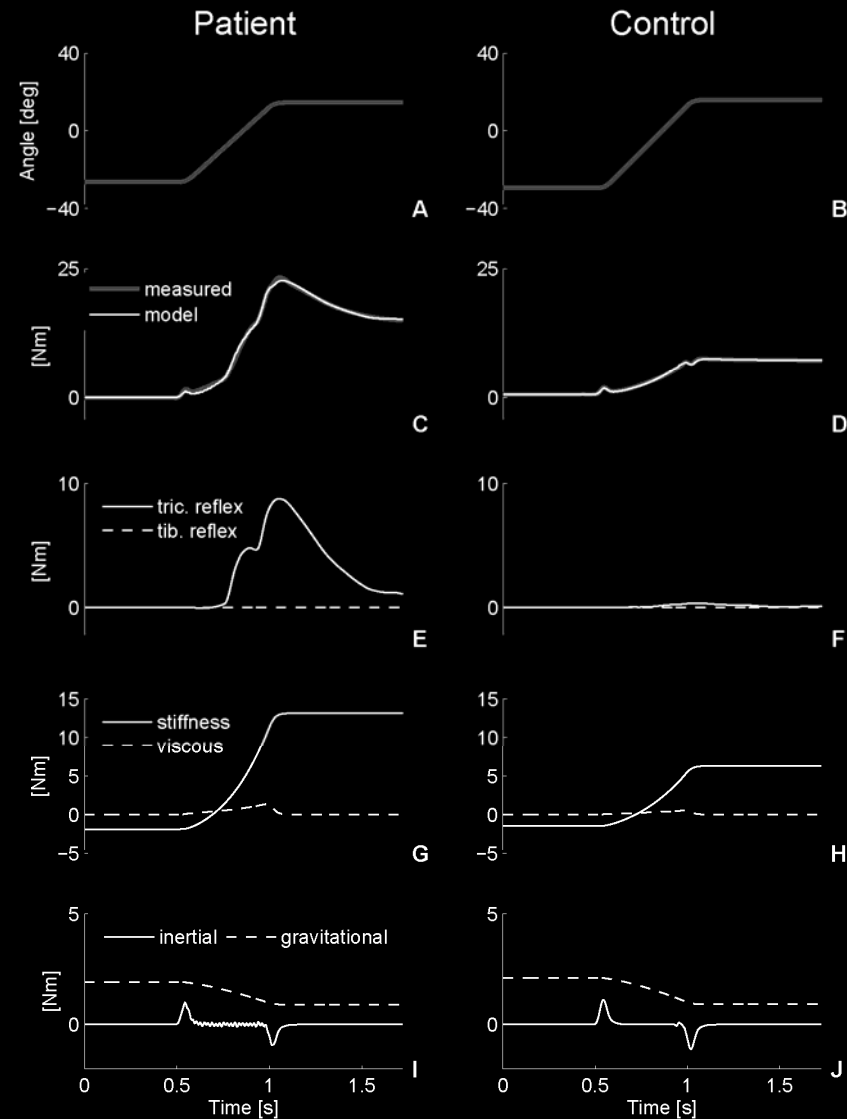 Patient Control
40 40
Angle [deg] 0 0
−40 A −40 B
25 25
measured
model
[Nm]
0 0
C D
10 10
tric. reflex
tib. reflex
[Nm]
0 0
E F
15 15
stiffness
10 10
viscous
[Nm] 5 5
0 0
−5 G −5 H
5 5
inertial gravitational
[Nm]
0 0
I J
0 0.5 1 1.5 0 0.5 1 1.5
Time [s] Time [s]